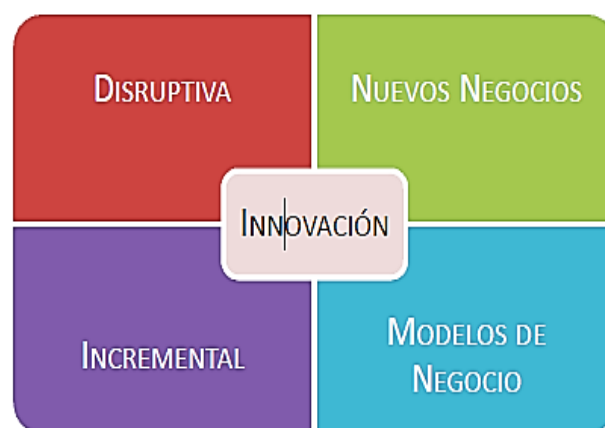 Disruptiva
Nuevos Negocios
Innovación
Incremental
Modelos de
Negocio